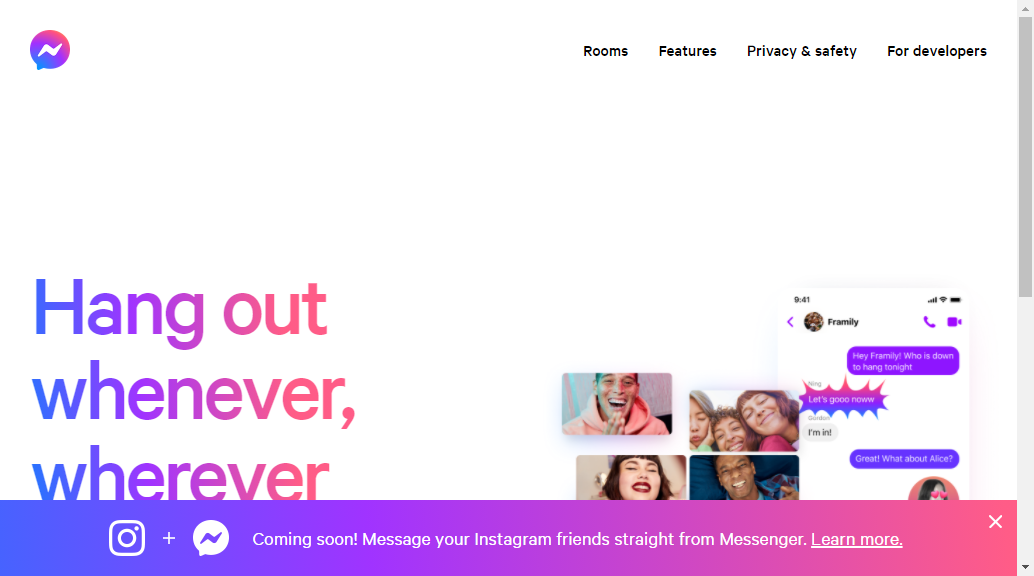 Rooms Features Privacy & safety For developers
Hang out
whenever,
wherever
9:41
Framily
Hey Framily! Who is down
to hang tonight
Ning
Let's gooo noww
Gordon
I'm in!
Great! What about Alice?
+
Coming soon! Message your Instagram friends straight from Messenger. Learn more.